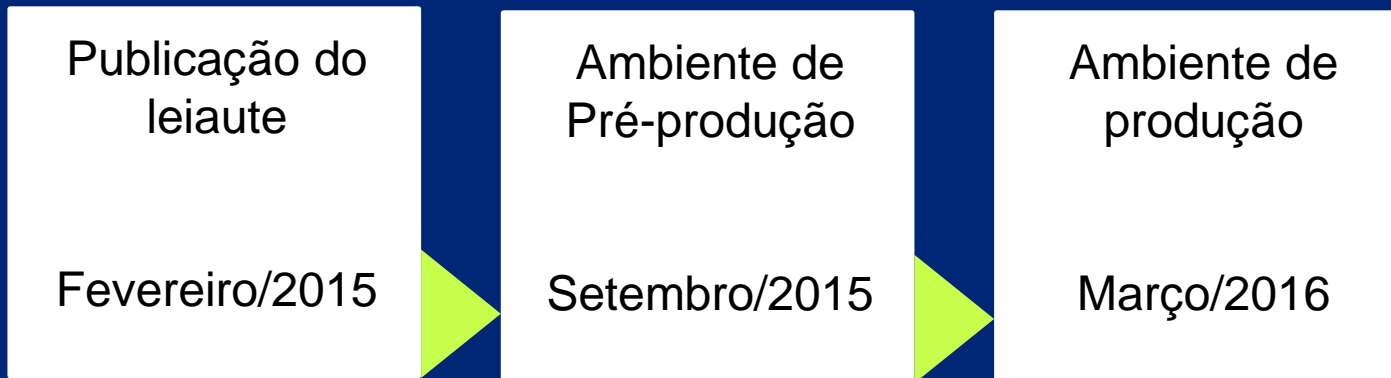 Publicação do
leiaute
Fevereiro/2015
Ambiente de
Pré-produção
Setembro/2015
Ambiente de
produção
Março/2016